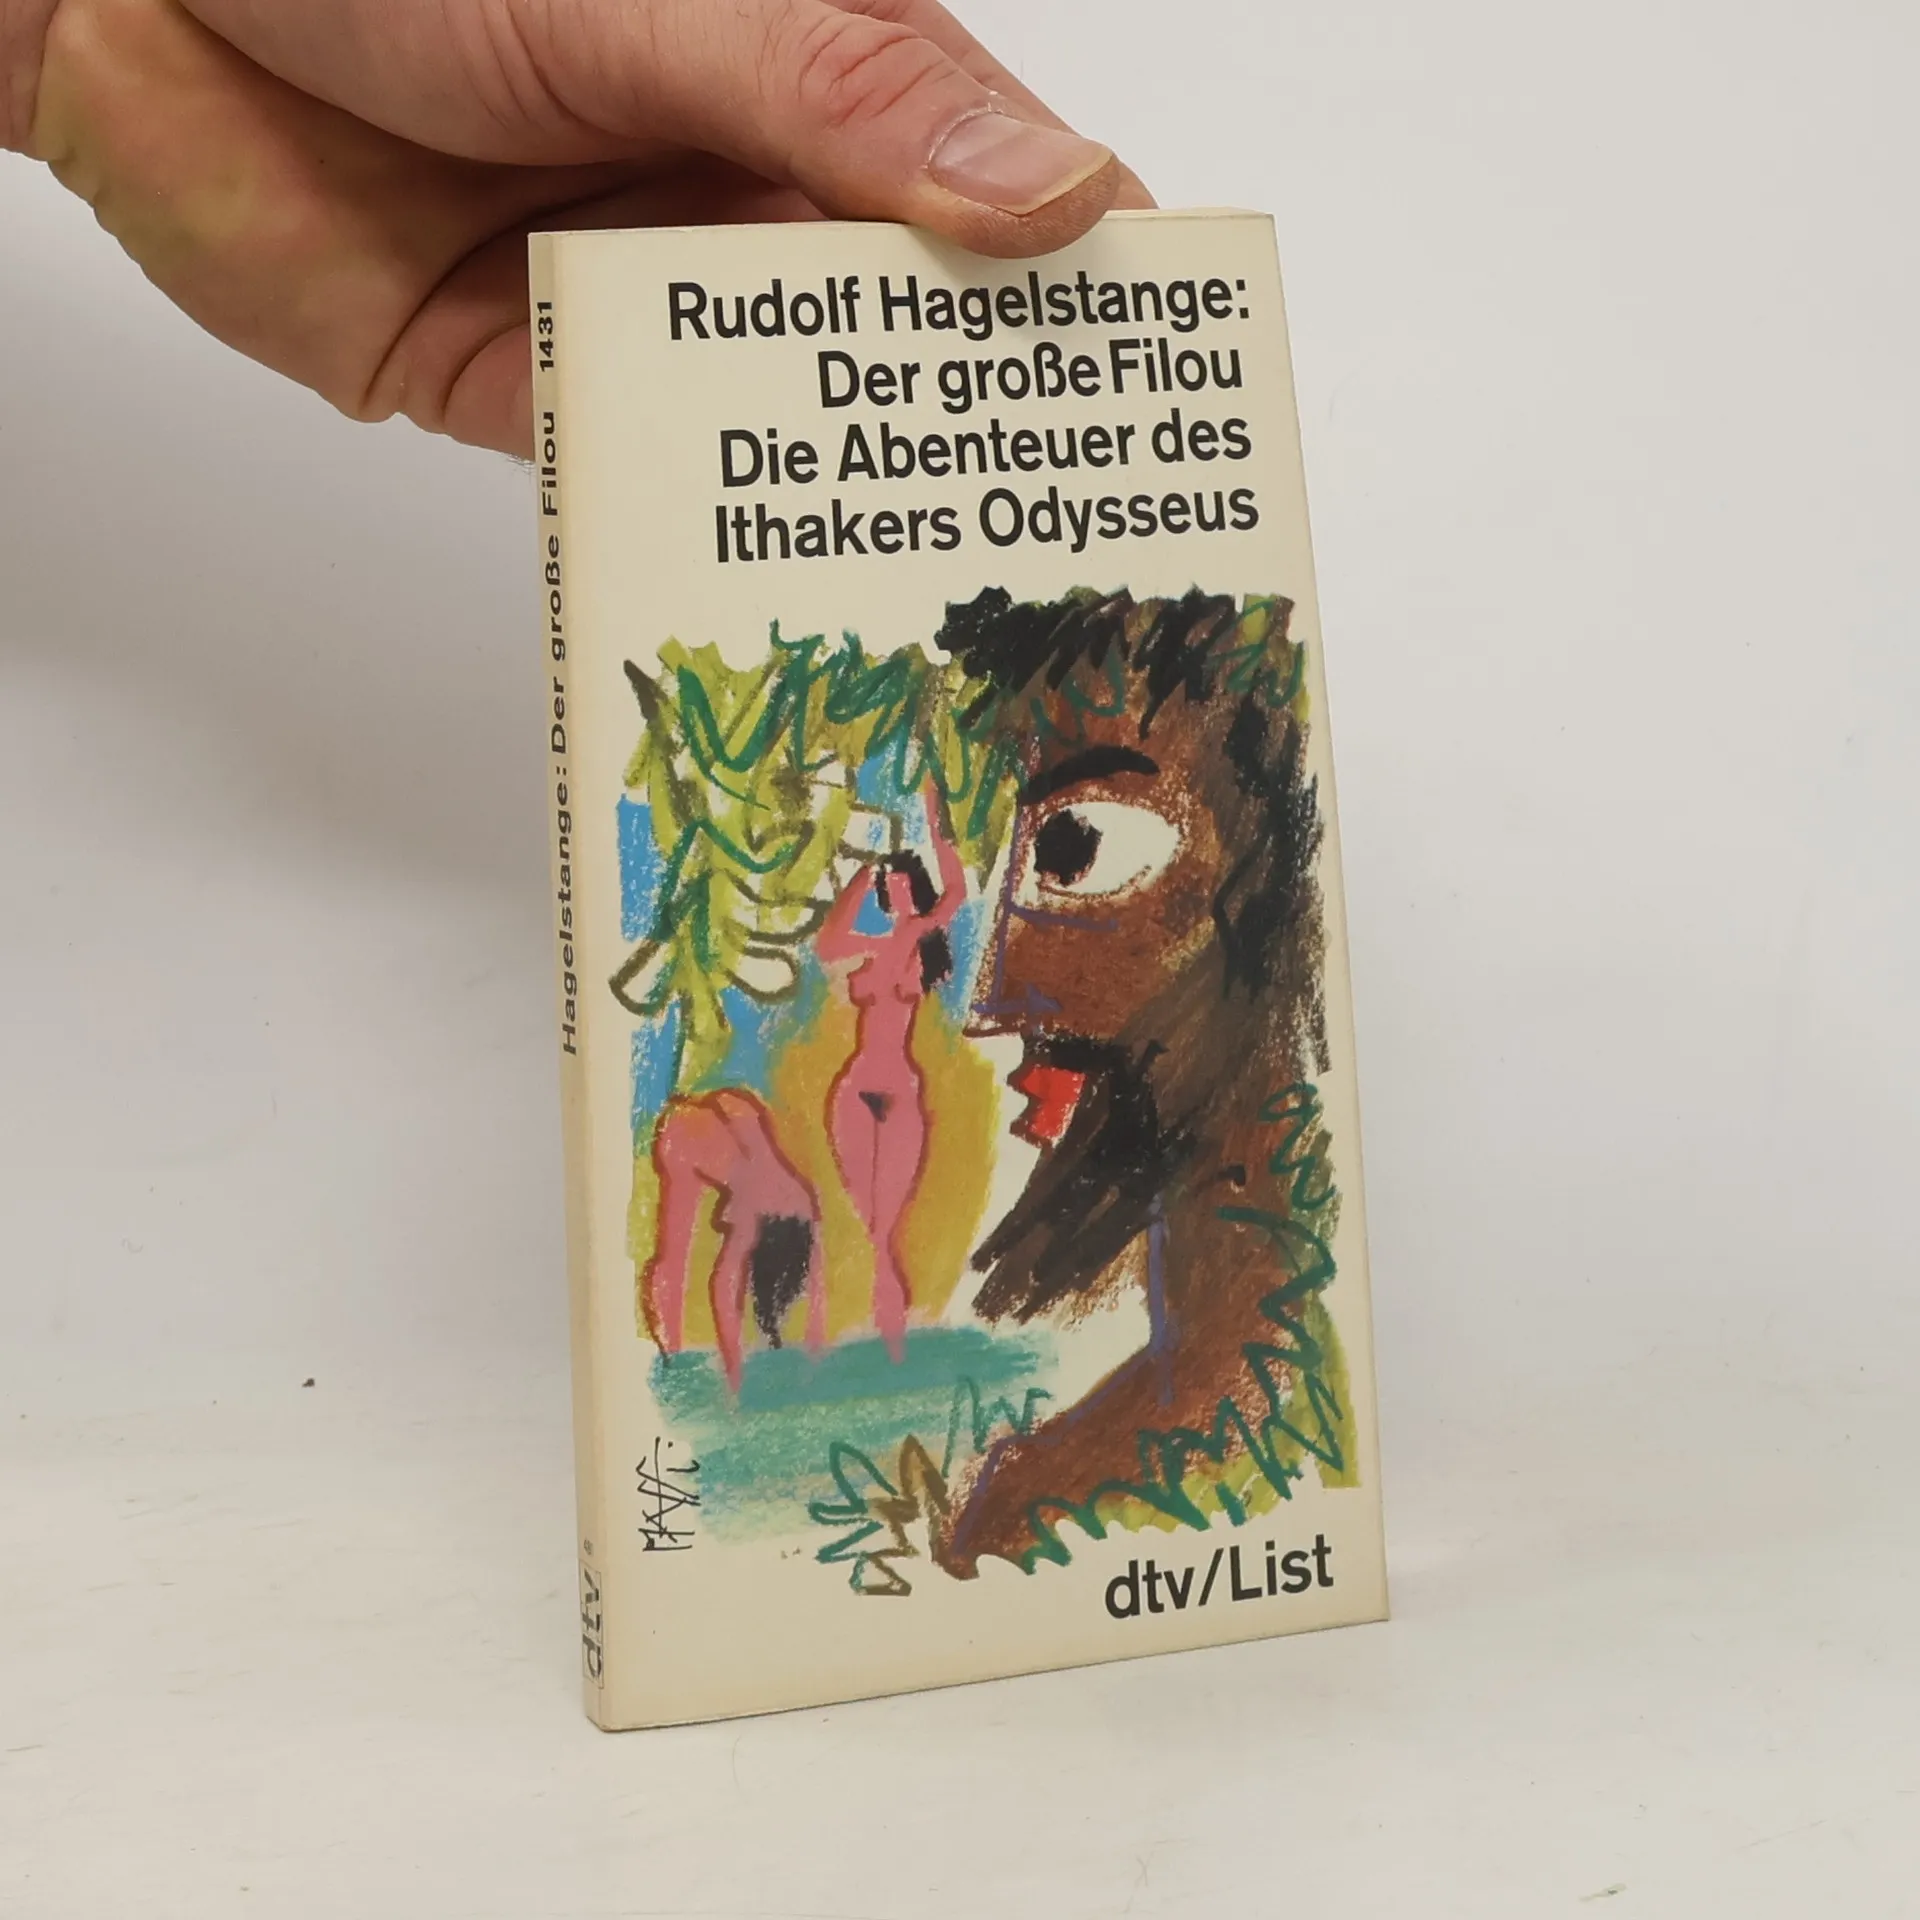 Rudolf Hagelstange:
Der große Filou
Die Abenteuer des
Ithakers Odysseus
dtv/List
Hagelstange: Der große Filou 1431
dtv